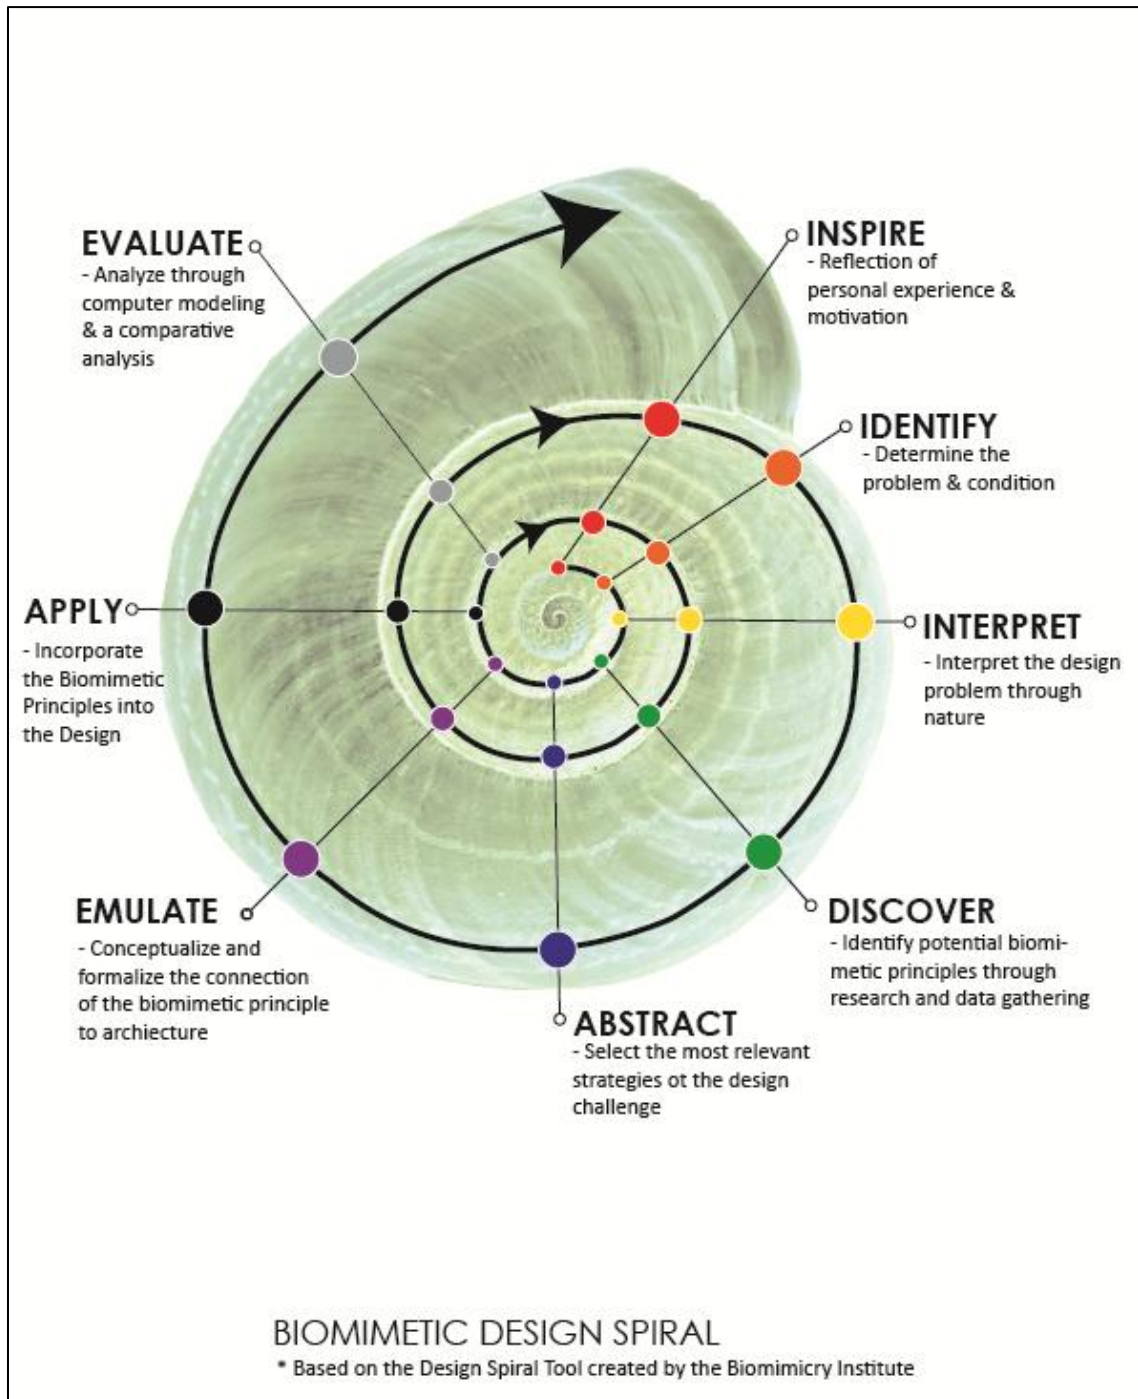 EVALUATE
- Analyze through
computer modeling
& a comparative
analysis
INSPIRE
- Reflection of
personal experience &
motivation
IDENTIFY
- Determine the
problem & condition
APPLY
- Incorporate
the Biomimetic
Principles into
the Design
INTERPRET
- Interpret the design
problem through
nature
EMULATE
- Conceptualize and
formalize the connection
of the biomimetic principle
to archiecture
DISCOVER
- Identify potential biomi-
metic principles through
research and data gathering
ABSTRACT
- Select the most relevant
strategies ot the design
challenge
BIOMIMETIC DESIGN SPIRAL
* Based on the Design Spiral Tool created by the Biomimicry Institute